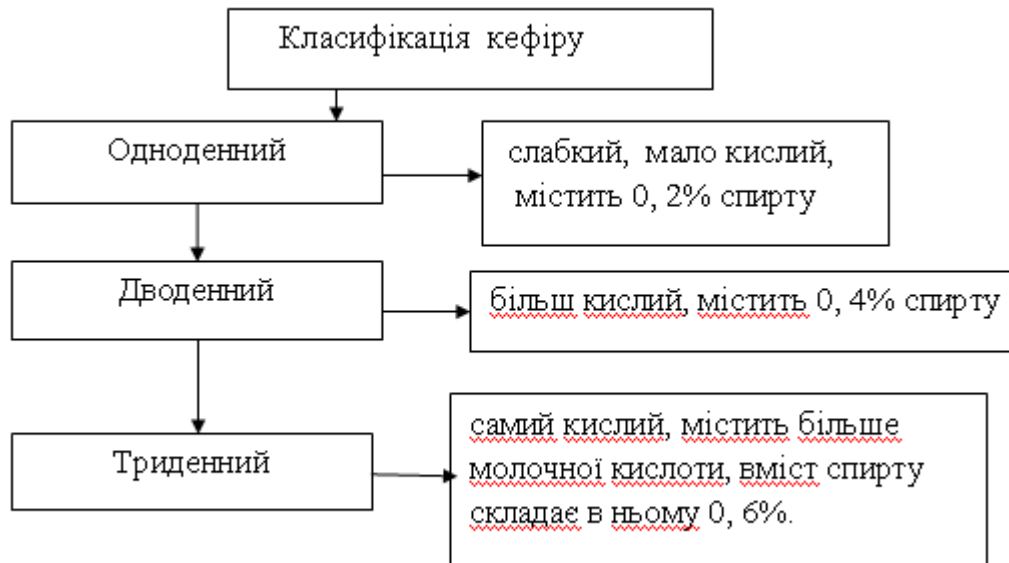 Класифікація кефіру
Одноденний
слабкий, мало кислий,
містить 0, 2% спирту
Дводенний
більш кислий, містить 0, 4% спирту
Триденний
самий кислий, містить більше
молочної кислоти, вміст спирту
складає в ньому 0, 6%.